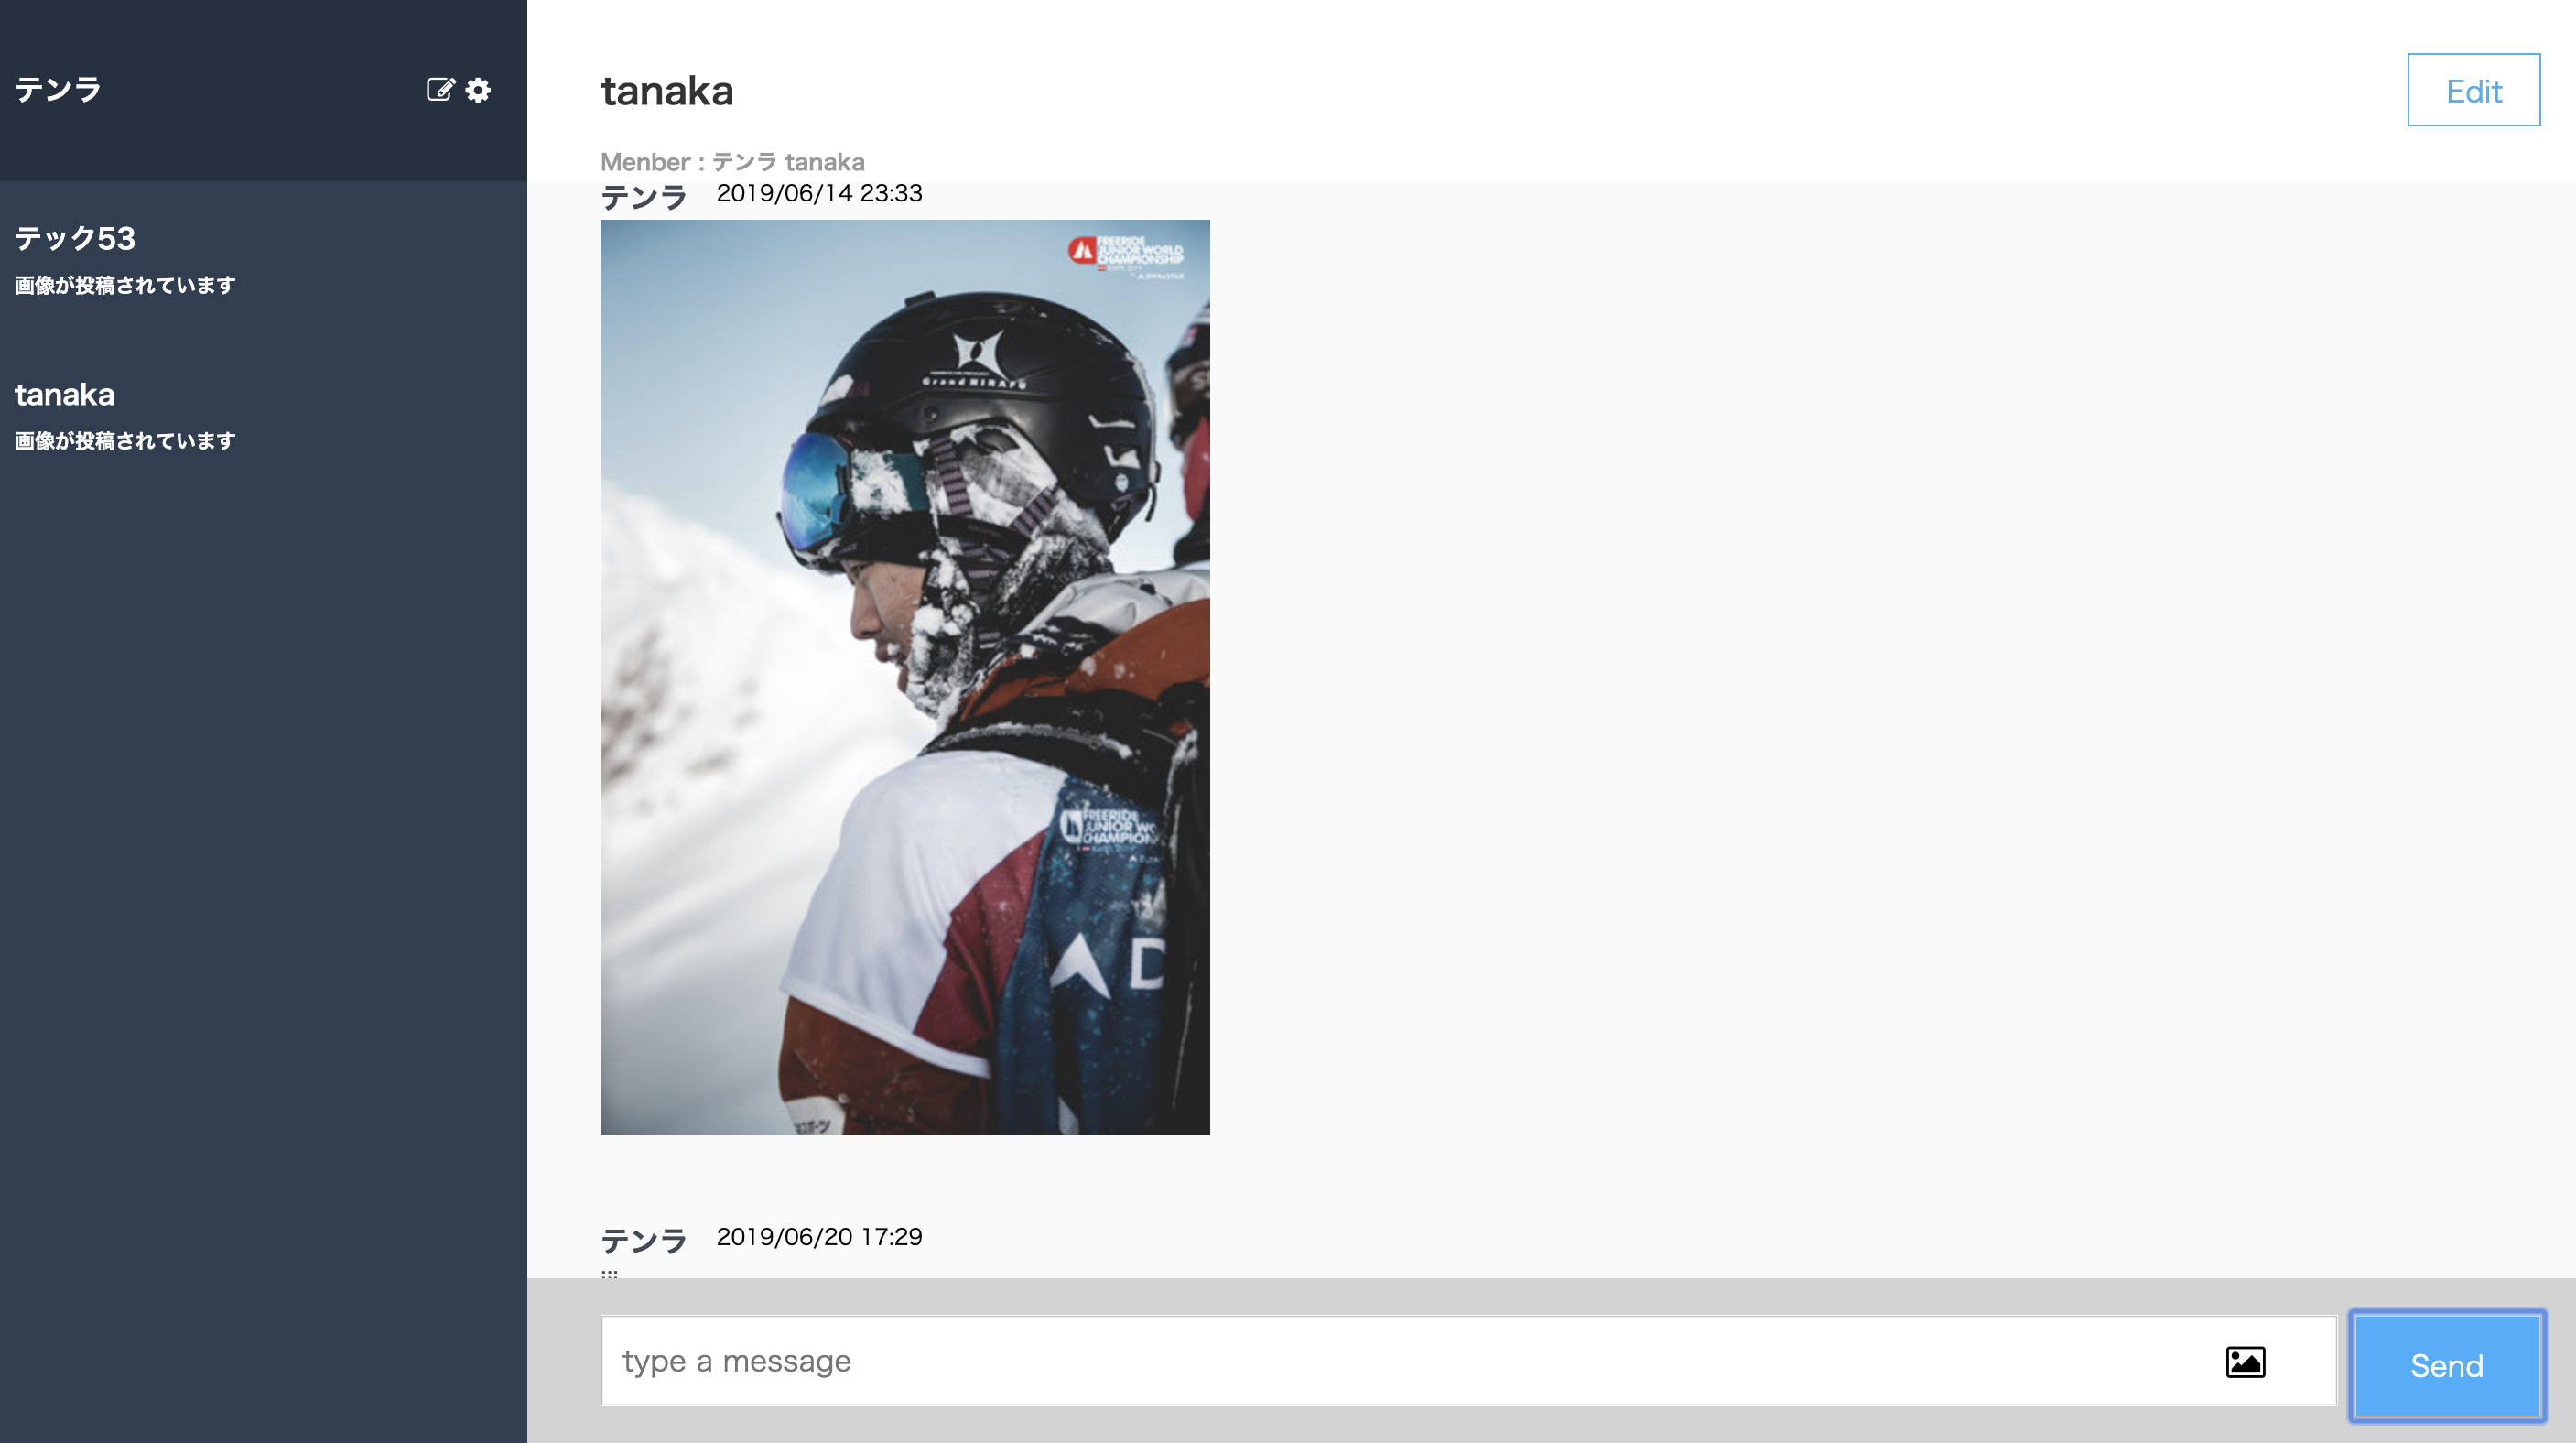 テンラ
テック53
画像が投稿されています
tanaka
画像が投稿されています
tanaka
Edit
Menber : テンラ tanaka
テンラ 2019/06/14 23:33
FREERIDE
JUNIOR WORLD
CHAMPIONSHIP
Grand HIRAFU
FREERIDE
JUNIOR WO
CHAMPION
D
テンラ 2019/06/20 17:29
type a message
Send